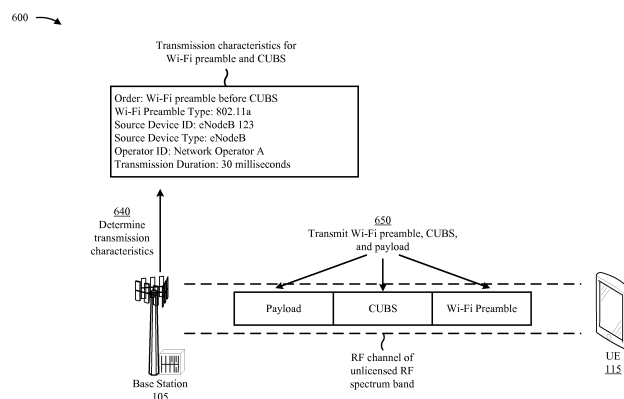 600
Transmission characteristics for
Wi-Fi preamble and CUBS
Order: Wi-Fi preamble before CUBS
Wi-Fi Preamble Type: 802.11a
Source Device ID: eNodeB 123
Source Device Type: eNodeB
Operator ID: Network Operator A
Transmission Duration: 30 milliseconds
640
Determine
transmission
characteristics
650
Transmit Wi-Fi preamble, CUBS,
and payload
Payload
CUBS
Wi-Fi Preamble
RF channel of
unlicensed RF
spectrum band
Base Station
105
UE
115